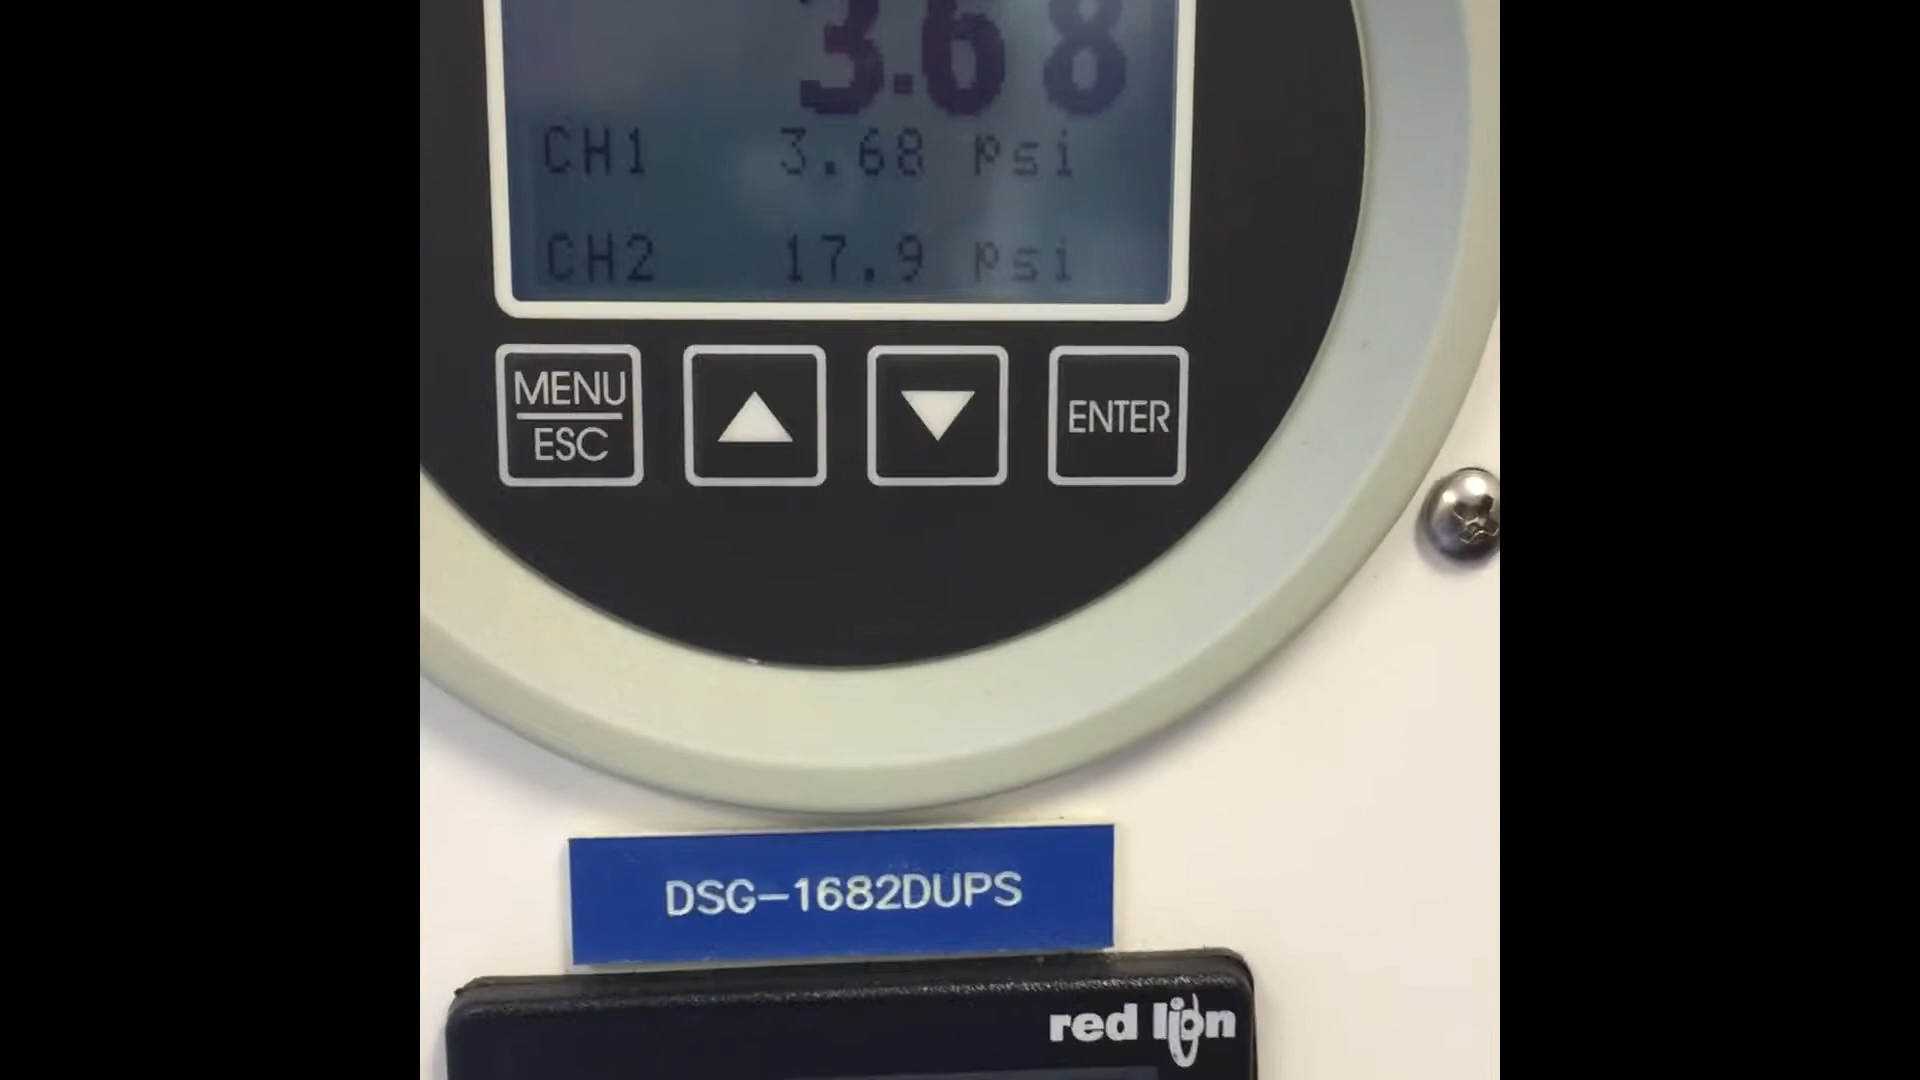 3.68
CH1 3.68 psi
CH2 17.9 psi
MENU
ESC
ENTER
DSG-1682DUPS
red lion